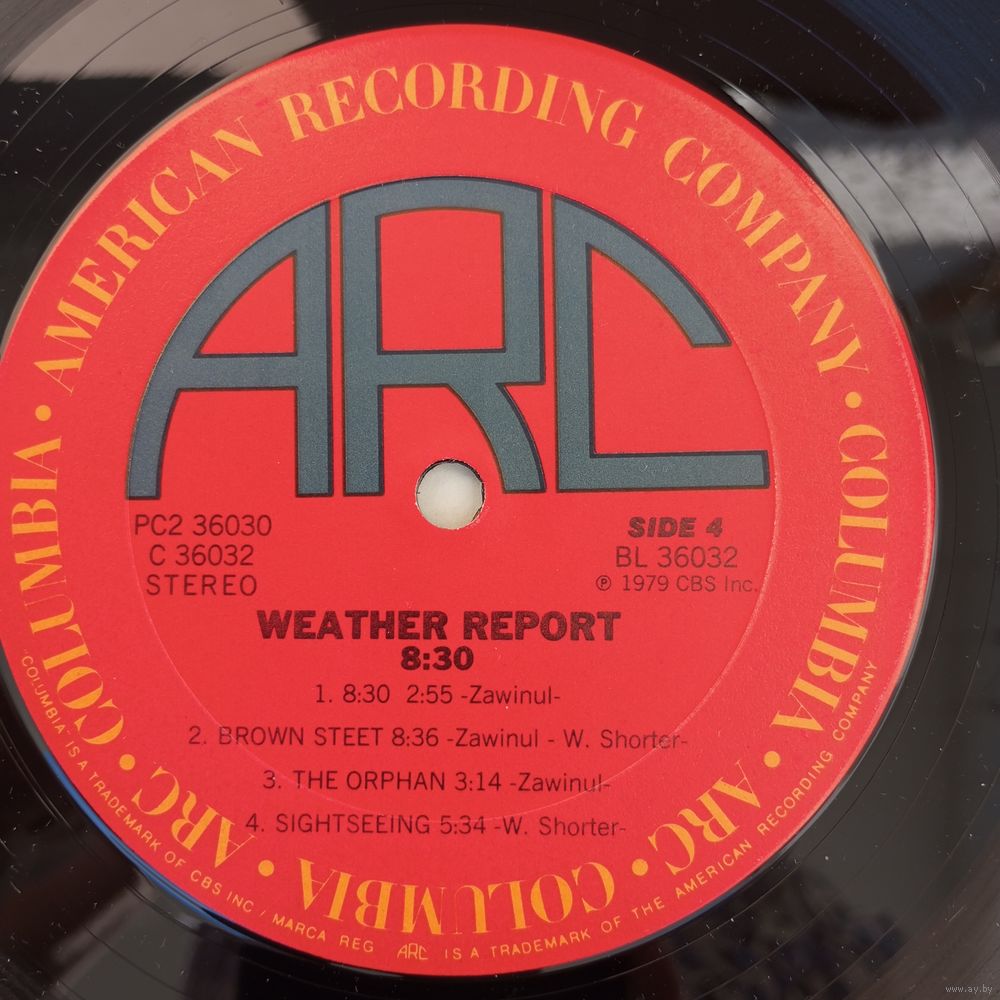 AMERICAN RECORDING COMPANY • COLUMBIA • ARC • COLUMBIA • ARC • COLUMBIA •
ARC
PC2 36030
C 36032
STEREO
SIDE 4
BL 36032
℗ 1979 CBS Inc.
WEATHER REPORT
8:30
1. 8:30 2:55 -Zawinul-
2. BROWN STEET 8:36 -Zawinul - W. Shorter-
3. THE ORPHAN 3:14 -Zawinul-
4. SIGHTSEEING 5:34 -W. Shorter-
"COLUMBIA" IS A TRADEMARK OF CBS INC / MARCA REG ARC IS A TRADEMARK OF THE AMERICAN RECORDING COMPANY
www.ay.by